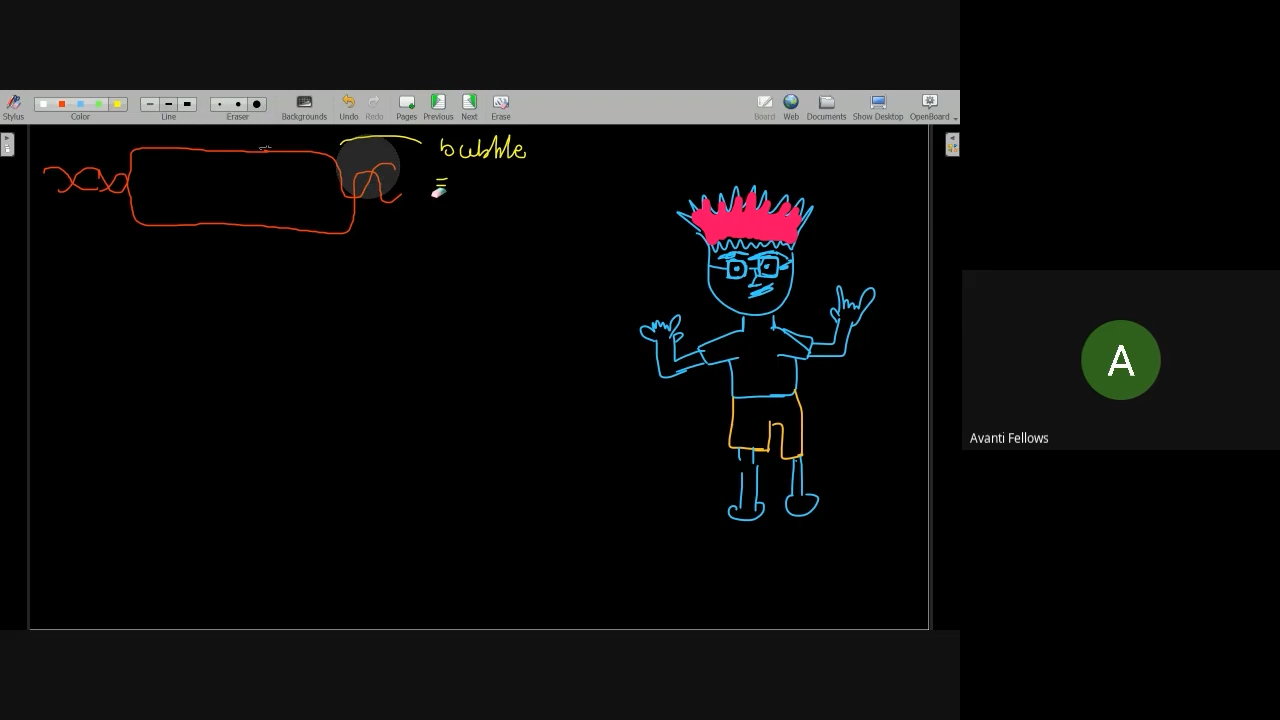 Stylus
Color
Line
Eraser
Backgrounds
Undo
Redo
Pages
Previous
Next
Erase
Board
Web
Documents
Show Desktop
OpenBoard
bubble
A
Avanti Fellows